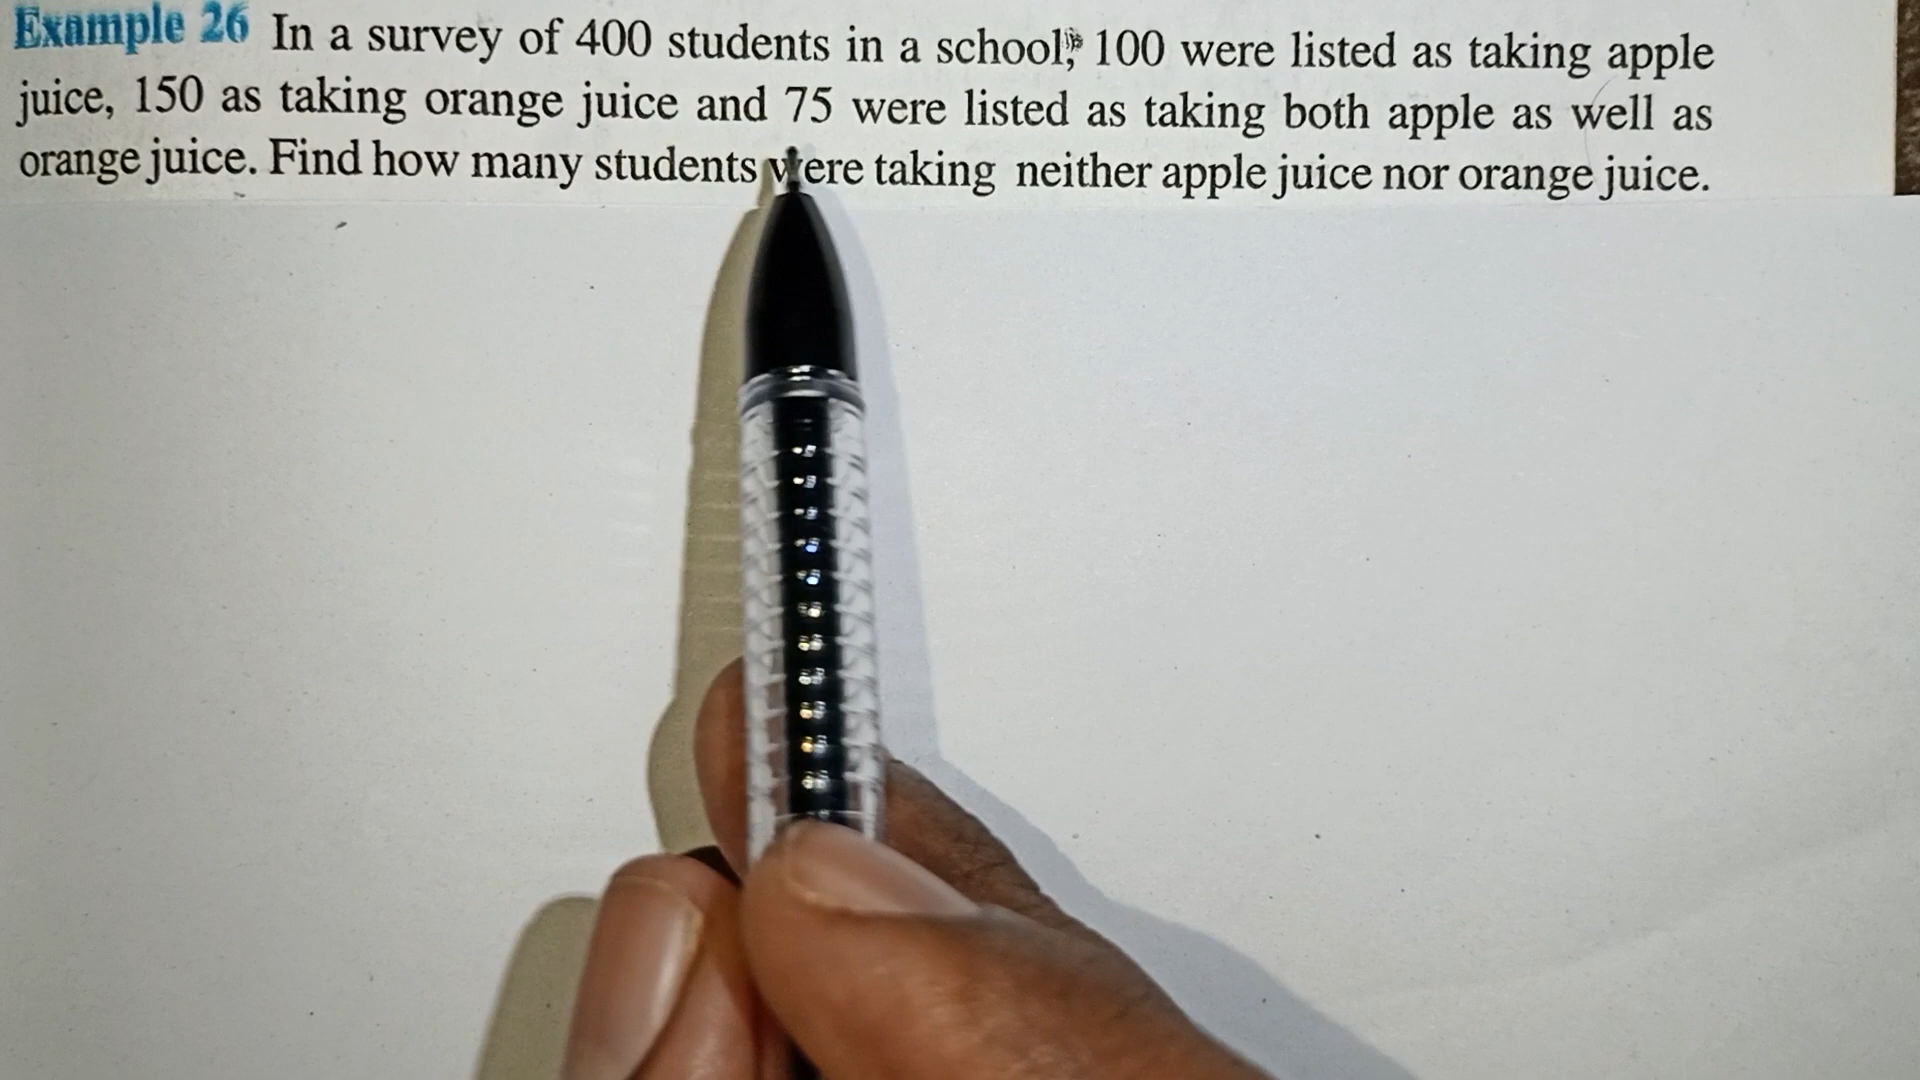 Example 26 In a survey of 400 students in a school, 100 were listed as taking apple
juice, 150 as taking orange juice and 75 were listed as taking both apple as well as
orange juice. Find how many students were taking neither apple juice nor orange juice.